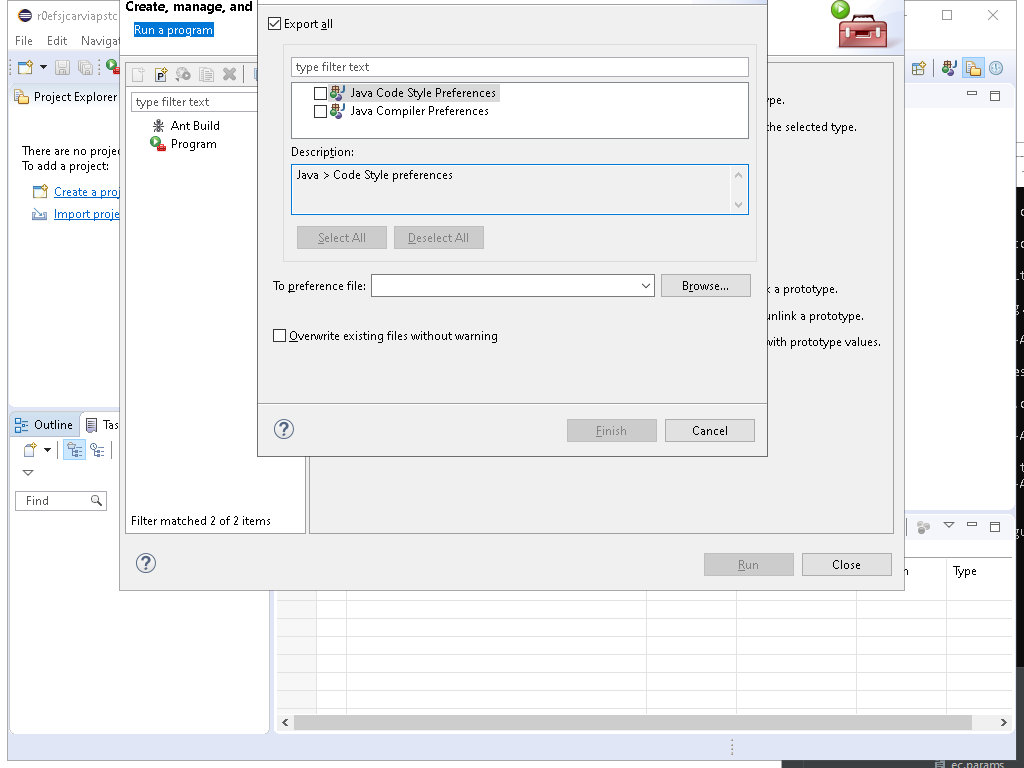 r0efsjcarviapstc
File Edit Navigat
Project Explorer
There are no projec
To add a project:
Create a proj
Import proje
Outline
Tas
Find
Create, manage, and
Run a program
type filter text
Ant Build
Program
Filter matched 2 of 2 items
Export all
type filter text
Java Code Style Preferences
Java Compiler Preferences
Description:
Java > Code Style preferences
Select All
Deselect All
To preference file:
Browse...
Overwrite existing files without warning
Finish
Cancel
ype.
the selected type.
k a prototype.
unlink a prototype.
with prototype values.
Run
Close
n
Type
ec.params